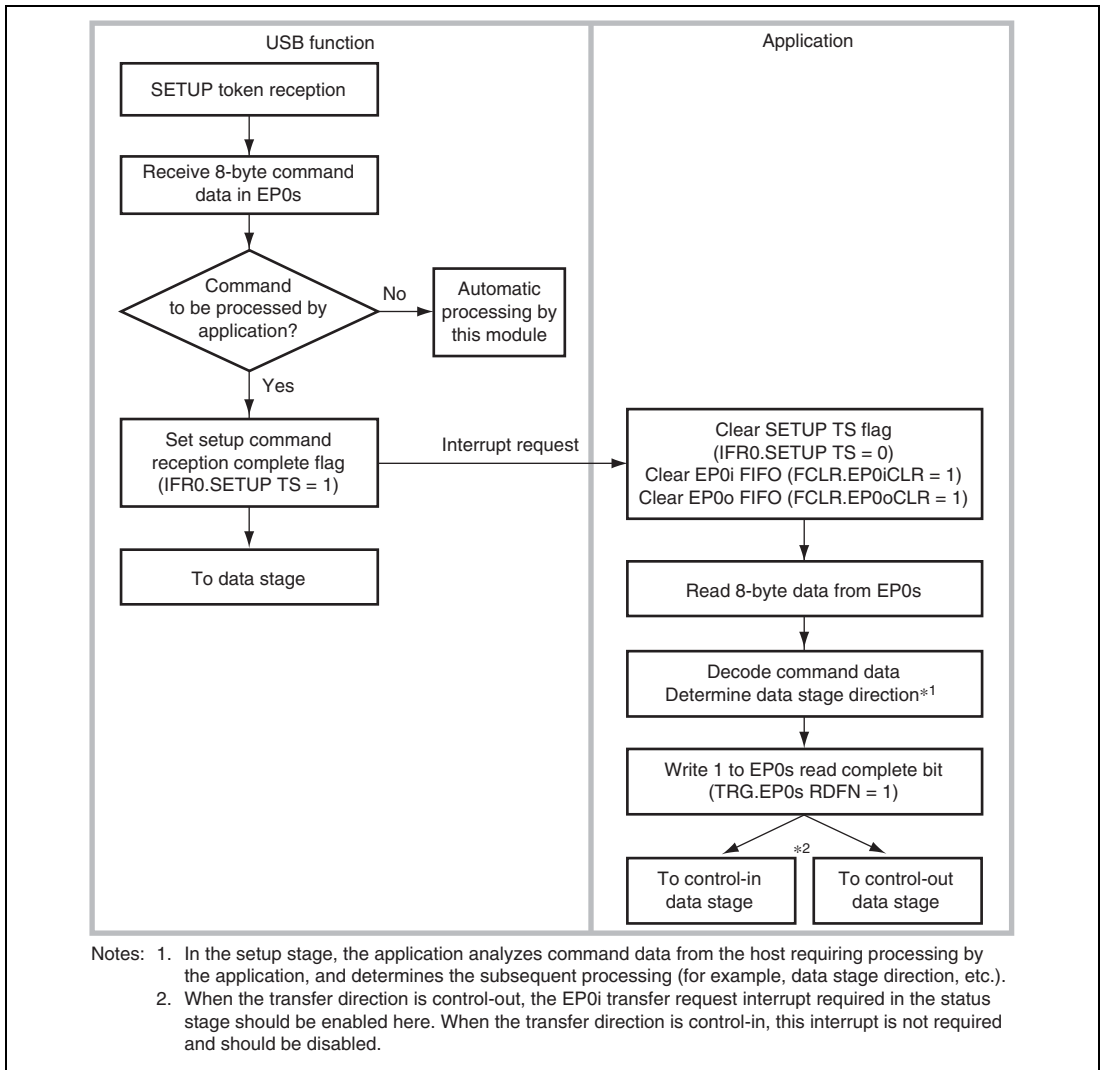 USB function
SETUP token reception
Receive 8-byte command
data in EP0s
Command
to be processed by
application?
No
Automatic
processing by
this module
Yes
Set setup command
reception complete flag
(IFR0.SETUP TS = 1)
Interrupt request
To data stage
Application
Clear SETUP TS flag
(IFR0.SETUP TS = 0)
Clear EP0i FIFO (FCLR.EP0iCLR = 1)
Clear EP0o FIFO (FCLR.EP0oCLR = 1)
Read 8-byte data from EP0s
Decode command data
Determine data stage direction*1
Write 1 to EP0s read complete bit
(TRG.EP0s RDFN = 1)
*2
To control-in
data stage
To control-out
data stage
Notes: 1. In the setup stage, the application analyzes command data from the host requiring processing by
the application, and determines the subsequent processing (for example, data stage direction, etc.).
2. When the transfer direction is control-out, the EP0i transfer request interrupt required in the status
stage should be enabled here. When the transfer direction is control-in, this interrupt is not required
and should be disabled.